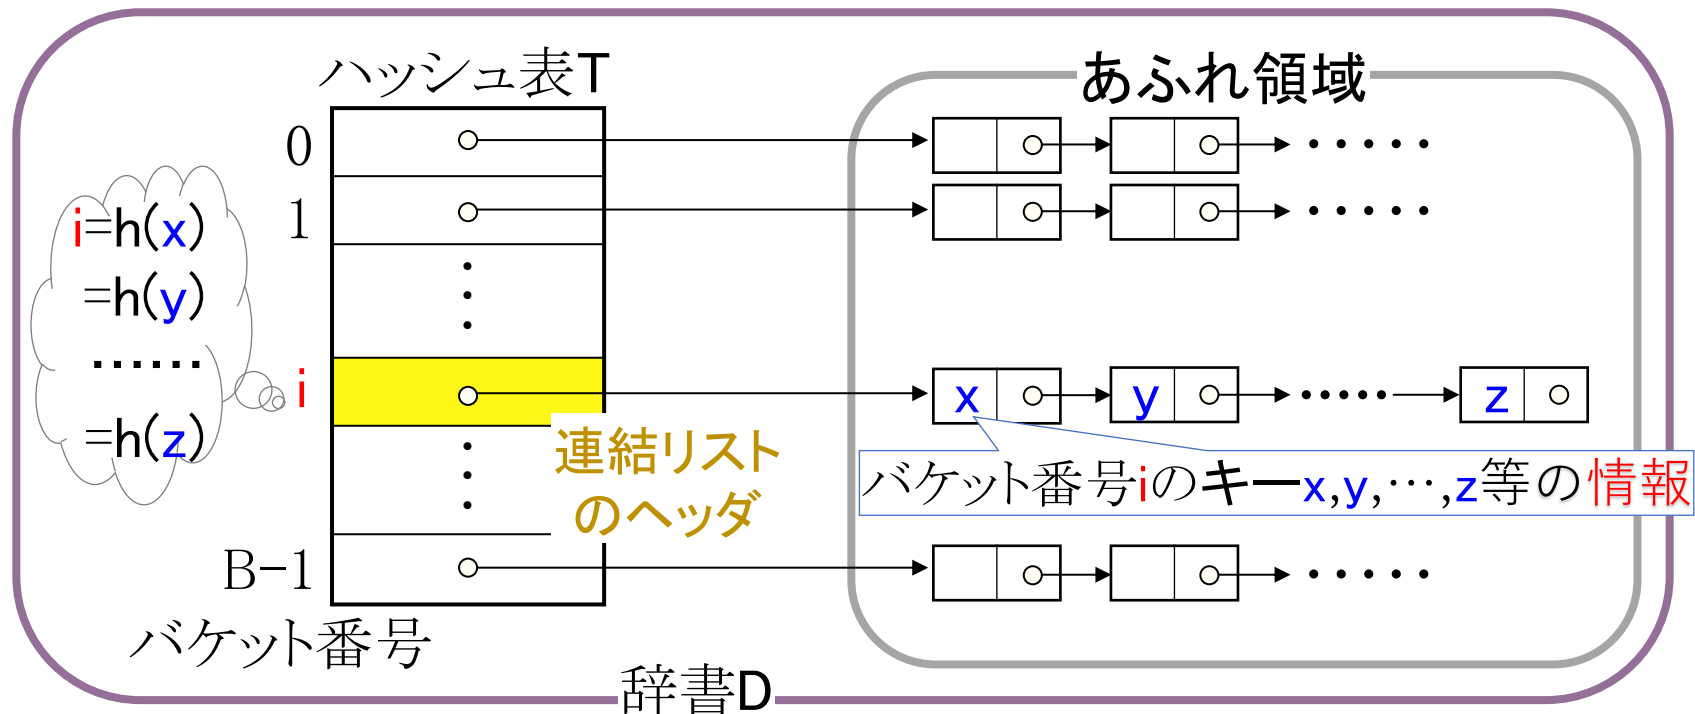 ハッシュ表T
あふれ領域
0
1
i=h(x)
=h(y)
……
=h(z)
i
x
y
z
連結リスト
のヘッダ
バケット番号iのキーx,y,…,z等の情報
B-1
バケット番号
辞書D